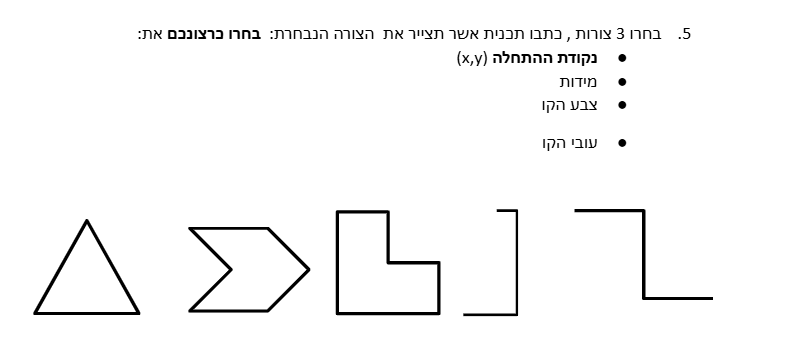 5. בחרו 3 צורות , כתבו תכנית אשר תצייר את הצורה הנבחרת: בחרו כרצונכם את:
● נקודת ההתחלה (x,y)
● מידות
● צבע הקו
● עובי הקו